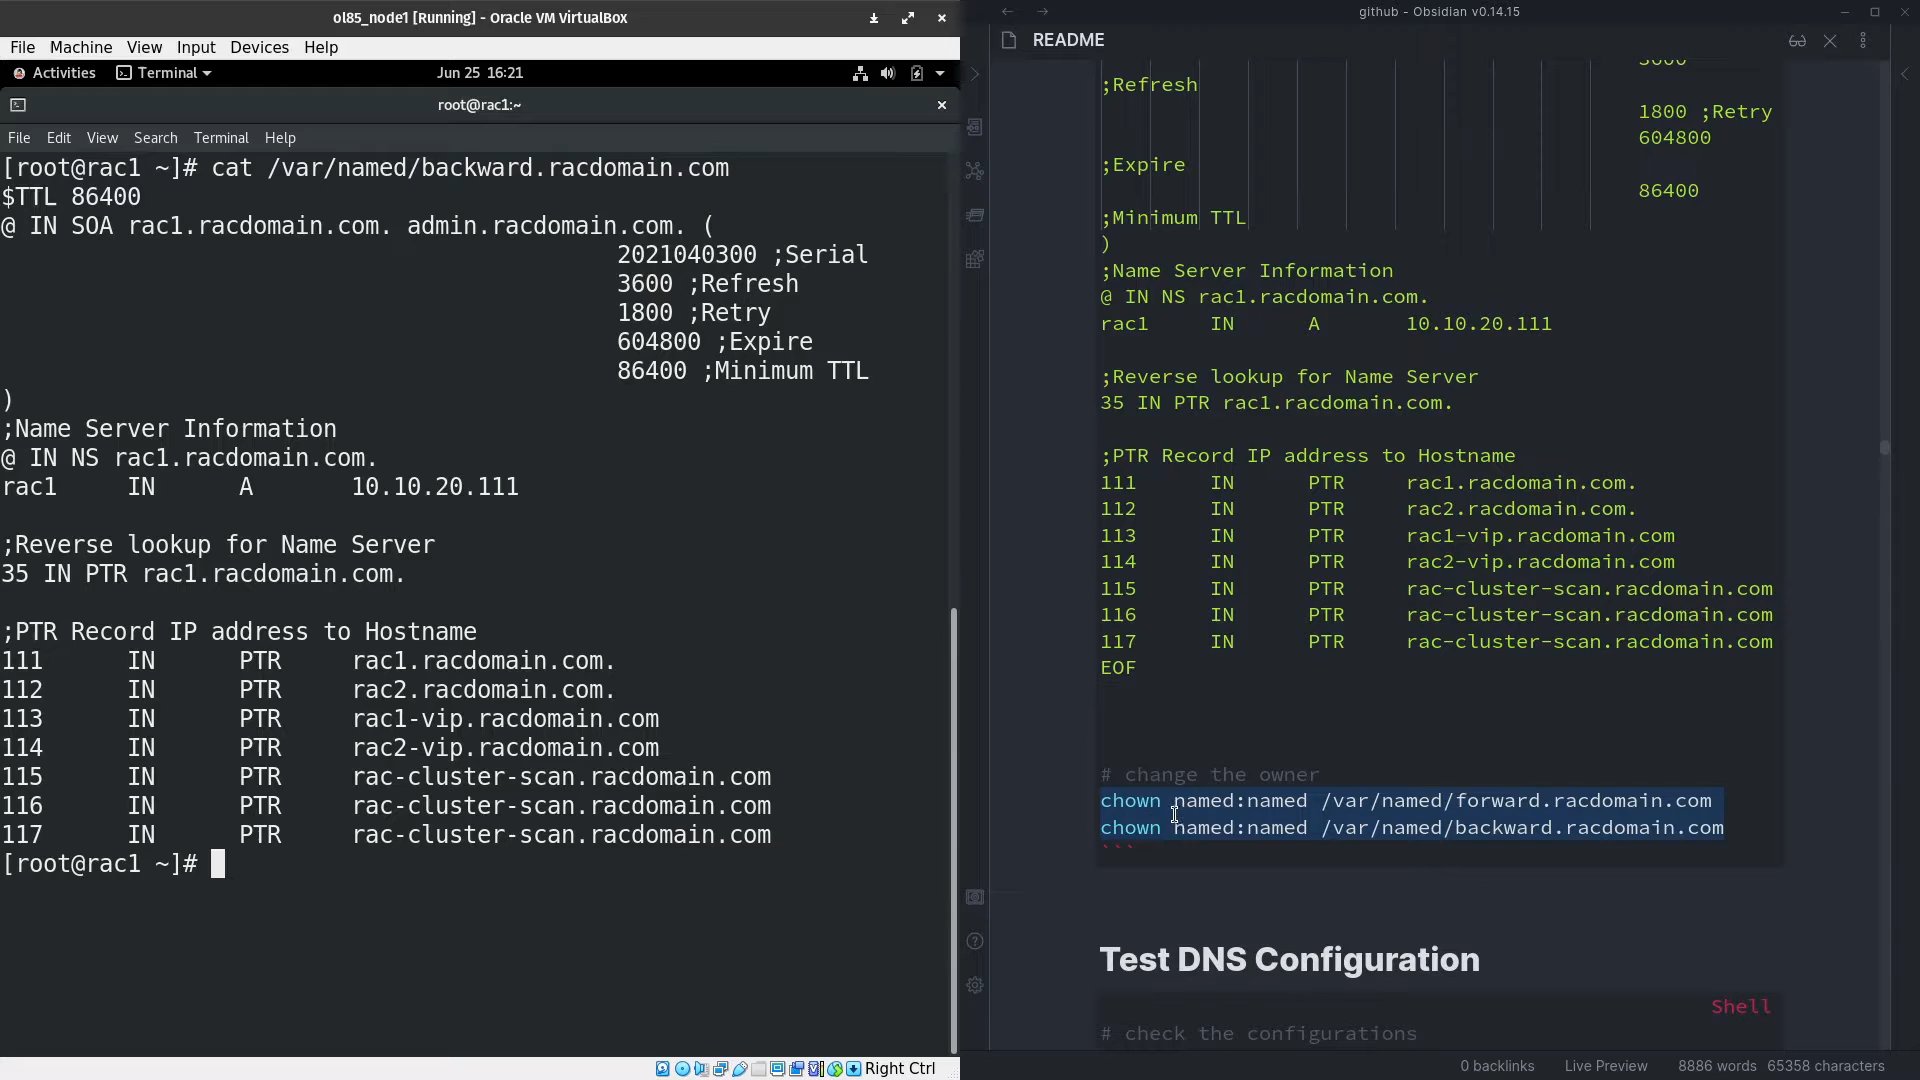 ol85_node1 [Running] - Oracle VM VirtualBox
File Machine View Input Devices Help
Activities Terminal Jun 25 16:21
root@rac1:~
File Edit View Search Terminal Help
[root@rac1 ~]# cat /var/named/backward.racdomain.com
$TTL 86400
@ IN SOA rac1.racdomain.com. admin.racdomain.com. (
2021040300 ;Serial
3600 ;Refresh
1800 ;Retry
604800 ;Expire
86400 ;Minimum TTL
)
;Name Server Information
@ IN NS rac1.racdomain.com.
rac1 IN A 10.10.20.111
;Reverse lookup for Name Server
35 IN PTR rac1.racdomain.com.
;PTR Record IP address to Hostname
111 IN PTR rac1.racdomain.com.
112 IN PTR rac2.racdomain.com.
113 IN PTR rac1-vip.racdomain.com
114 IN PTR rac2-vip.racdomain.com
115 IN PTR rac-cluster-scan.racdomain.com
116 IN PTR rac-cluster-scan.racdomain.com
117 IN PTR rac-cluster-scan.racdomain.com
[root@rac1 ~]#
Right Ctrl
github - Obsidian v0.14.15
README
3600
;Refresh
1800 ;Retry
604800
;Expire
86400
;Minimum TTL
)
;Name Server Information
@ IN NS rac1.racdomain.com.
rac1 IN A 10.10.20.111
;Reverse lookup for Name Server
35 IN PTR rac1.racdomain.com.
;PTR Record IP address to Hostname
111 IN PTR rac1.racdomain.com.
112 IN PTR rac2.racdomain.com.
113 IN PTR rac1-vip.racdomain.com
114 IN PTR rac2-vip.racdomain.com
115 IN PTR rac-cluster-scan.racdomain.com
116 IN PTR rac-cluster-scan.racdomain.com
117 IN PTR rac-cluster-scan.racdomain.com
EOF
# change the owner
chown named:named /var/named/forward.racdomain.com
chown named:named /var/named/backward.racdomain.com
```
Test DNS Configuration
Shell
# check the configurations
0 backlinks Live Preview 8886 words 65358 characters